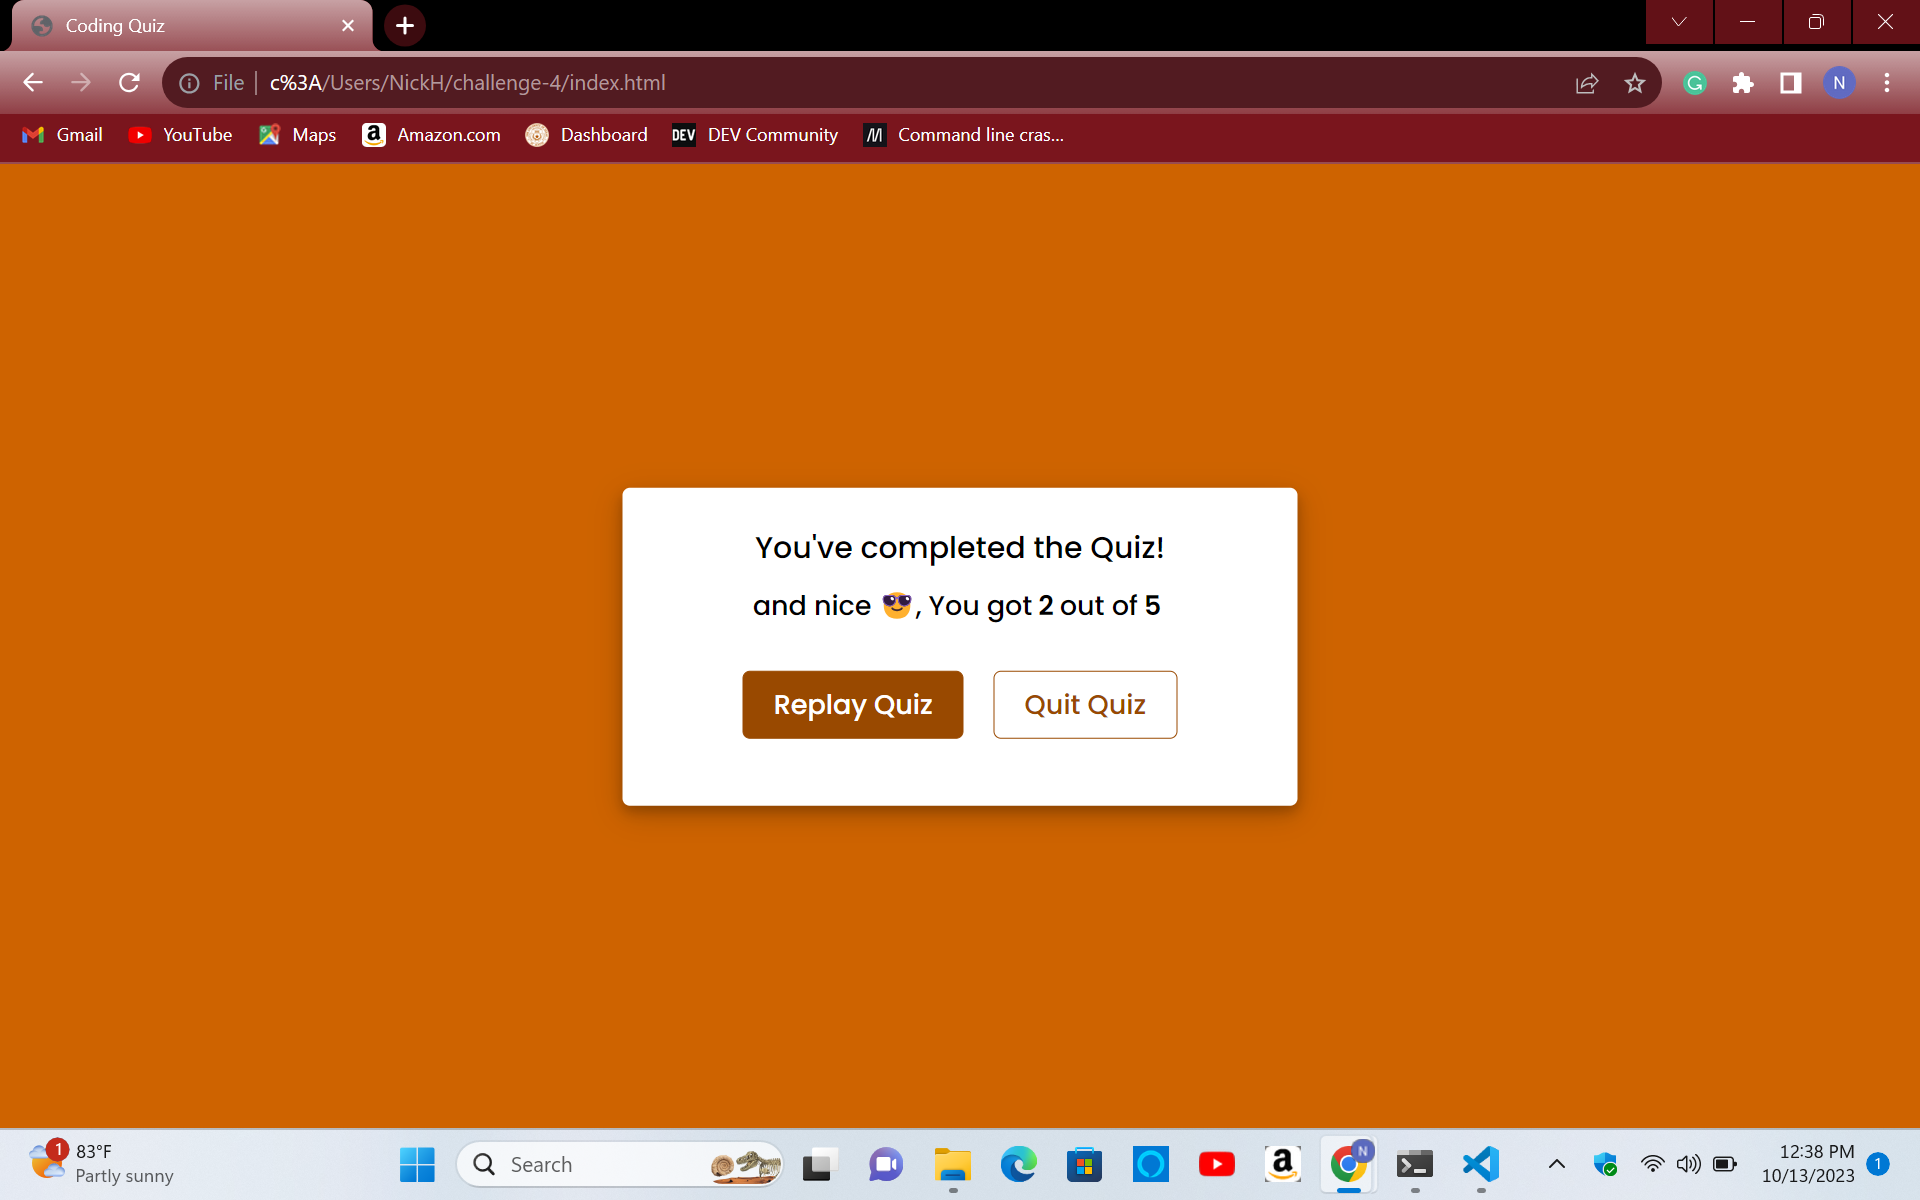 Coding Quiz
File | c%3A/Users/NickH/challenge-4/index.html
N
Gmail YouTube Maps Amazon.com Dashboard DEV DEV Community Command line cras...
You've completed the Quiz!
and nice 😎, You got 2 out of 5
Replay Quiz Quit Quiz
1 83°F
Partly sunny
Search
N
12:38 PM
10/13/2023
1